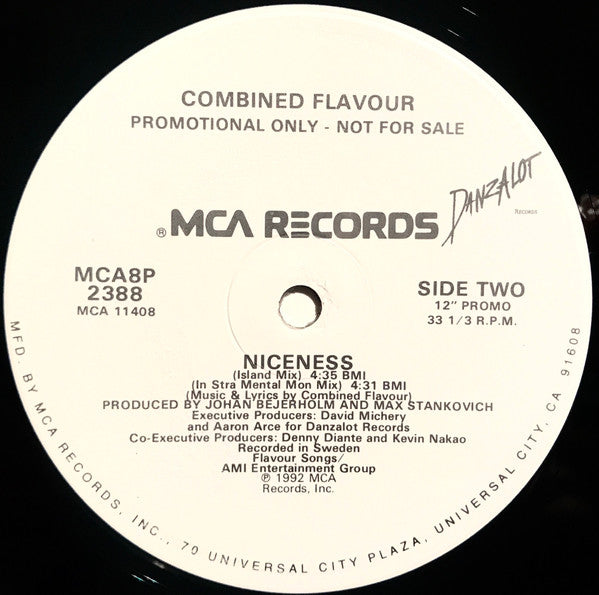 COMBINED FLAVOUR
PROMOTIONAL ONLY - NOT FOR SALE
DANZALOT
RECORDS
® MCA RECORDS
MCA8P
2388
MCA 11408
SIDE TWO
12" PROMO
33 1/3 R.P.M.
NICENESS
(Island Mix) 4:35 BMI
(In Stra Mental Mon Mix) 4:31 BMI
(Music & Lyrics by Combined Flavour)
PRODUCED BY JOHAN BEJERHOLM AND MAX STANKOVICH
Executive Producers: David Michery
and Aaron Arce for Danzalot Records
Co-Executive Producers: Denny Diante and Kevin Nakao
Recorded in Sweden
Flavour Songs/
AMI Entertainment Group
℗ 1992 MCA
Records, Inc.
MFD. BY MCA RECORDS, INC., 70 UNIVERSAL CITY PLAZA, UNIVERSAL CITY, CA 91608